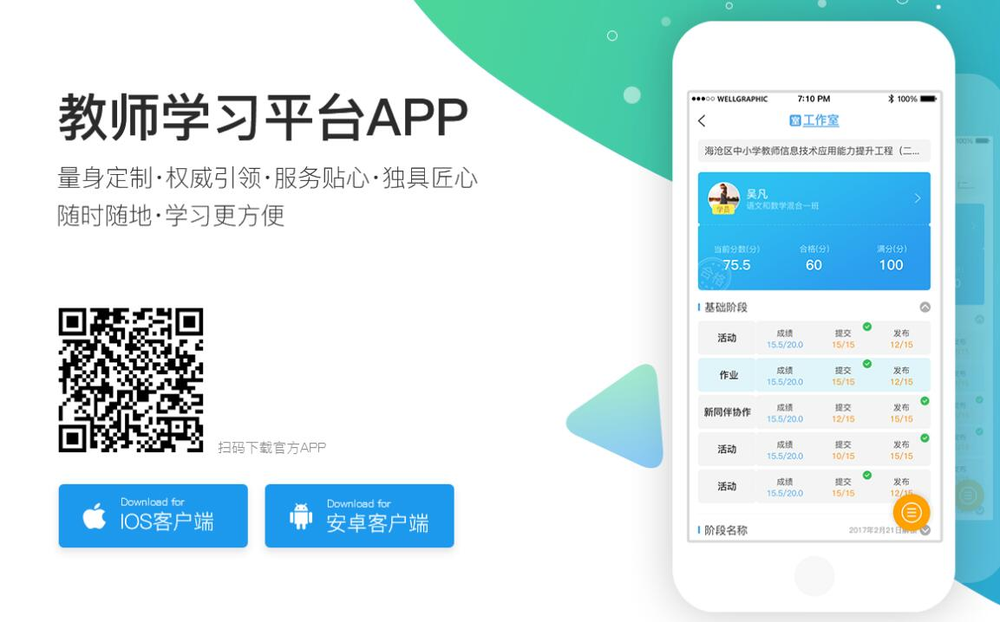 教师学习平台APP
量身定制·权威引领·服务贴心·独具匠心
随时随地·学习更方便
扫码下载官方APP
Download for
IOS客户端
Download for
安卓客户端
WELLGRAPHIC 7:10 PM 100%
室 工作室
海沧区中小学教师信息技术应用能力提升工程（二...
吴凡
学员
语文和数学混合一班
当前分数(分) 合格(分) 满分(分)
75.5 60 100
合格
基础阶段
活动 成绩 提交 发布
15.5/20.0 15/15 12/15
作业 成绩 提交 发布
15.5/20.0 15/15 12/15
新同伴协作 成绩 提交 发布
15.5/20.0 12/15 15/15
活动 成绩 提交 发布
15.5/20.0 10/15 15/15
活动 成绩 提交 发布
15.5/20.0 15/15 12/15
阶段名称 2017年2月21日